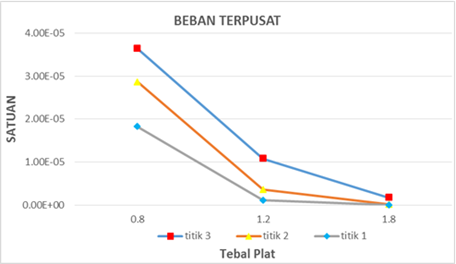 BEBAN TERPUSAT
4.00E-05
3.00E-05
2.00E-05
1.00E-05
0.00E+00
SATUAN
0.8 1.2 1.8
titik 3 titik 2 titik 1
Tebal Plat